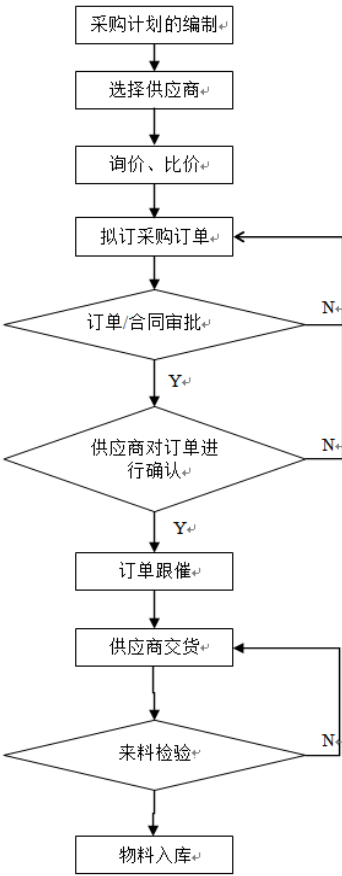 采购计划的编制
选择供应商
询价、比价
拟订采购订单
订单/合同审批
N
Y
供应商对订单进
行确认
N
Y
订单跟催
供应商交货
来料检验
N
物料入库